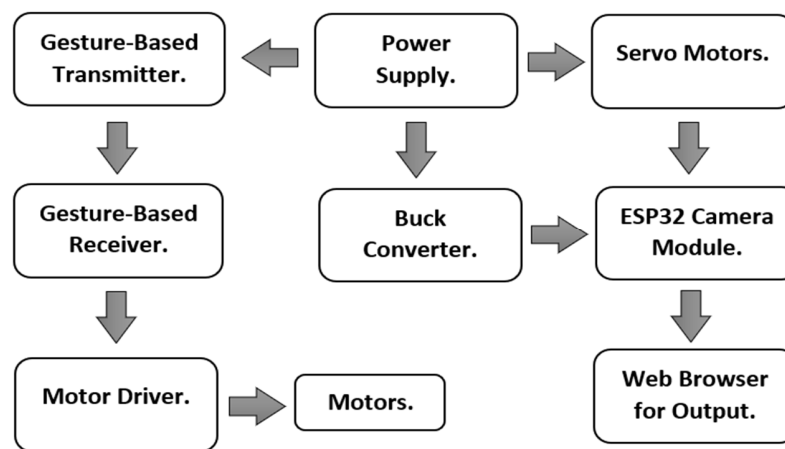 Gesture-Based
Transmitter.
Power
Supply.
Servo Motors.
Gesture-Based
Receiver.
Buck
Converter.
ESP32 Camera
Module.
Motor Driver.
Motors.
Web Browser
for Output.